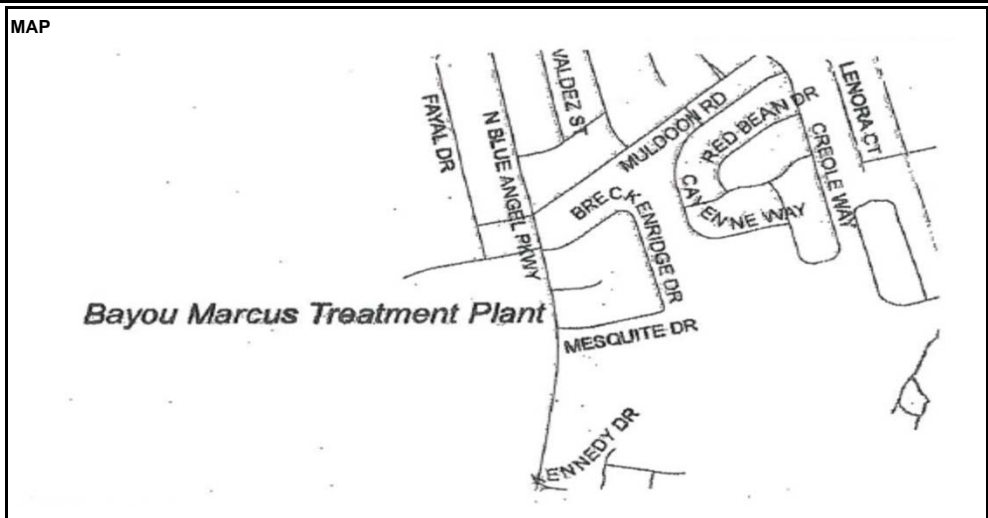 MAP
FAYAL DR
N BLUE ANGEL PKWY
VALDEZ ST
MULDOON RD
RED BEAN DR
LENORA CT
CREOLE WAY
CAYENNE WAY
BRECKENRIDGE DR
Bayou Marcus Treatment Plant
MESQUITE DR
KENNEDY DR